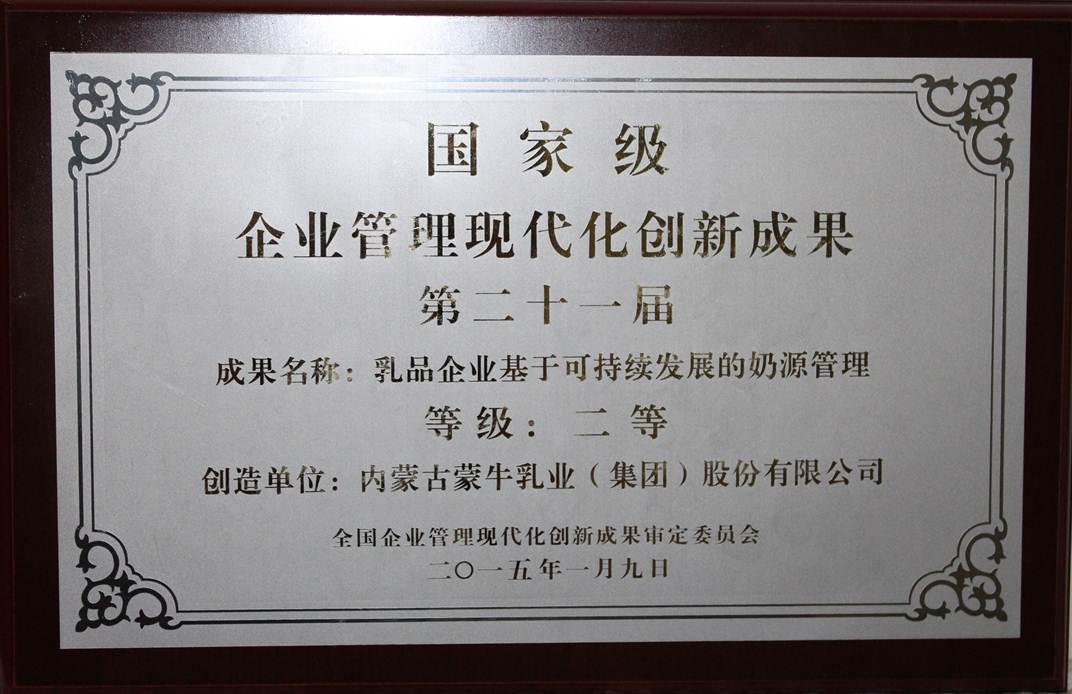 国家级
企业管理现代化创新成果
第二十一届
成果名称：乳品企业基于可持续发展的奶源管理
等级：二等
创造单位：内蒙古蒙牛乳业（集团）股份有限公司
全国企业管理现代化创新成果审定委员会
二〇一五年一月九日